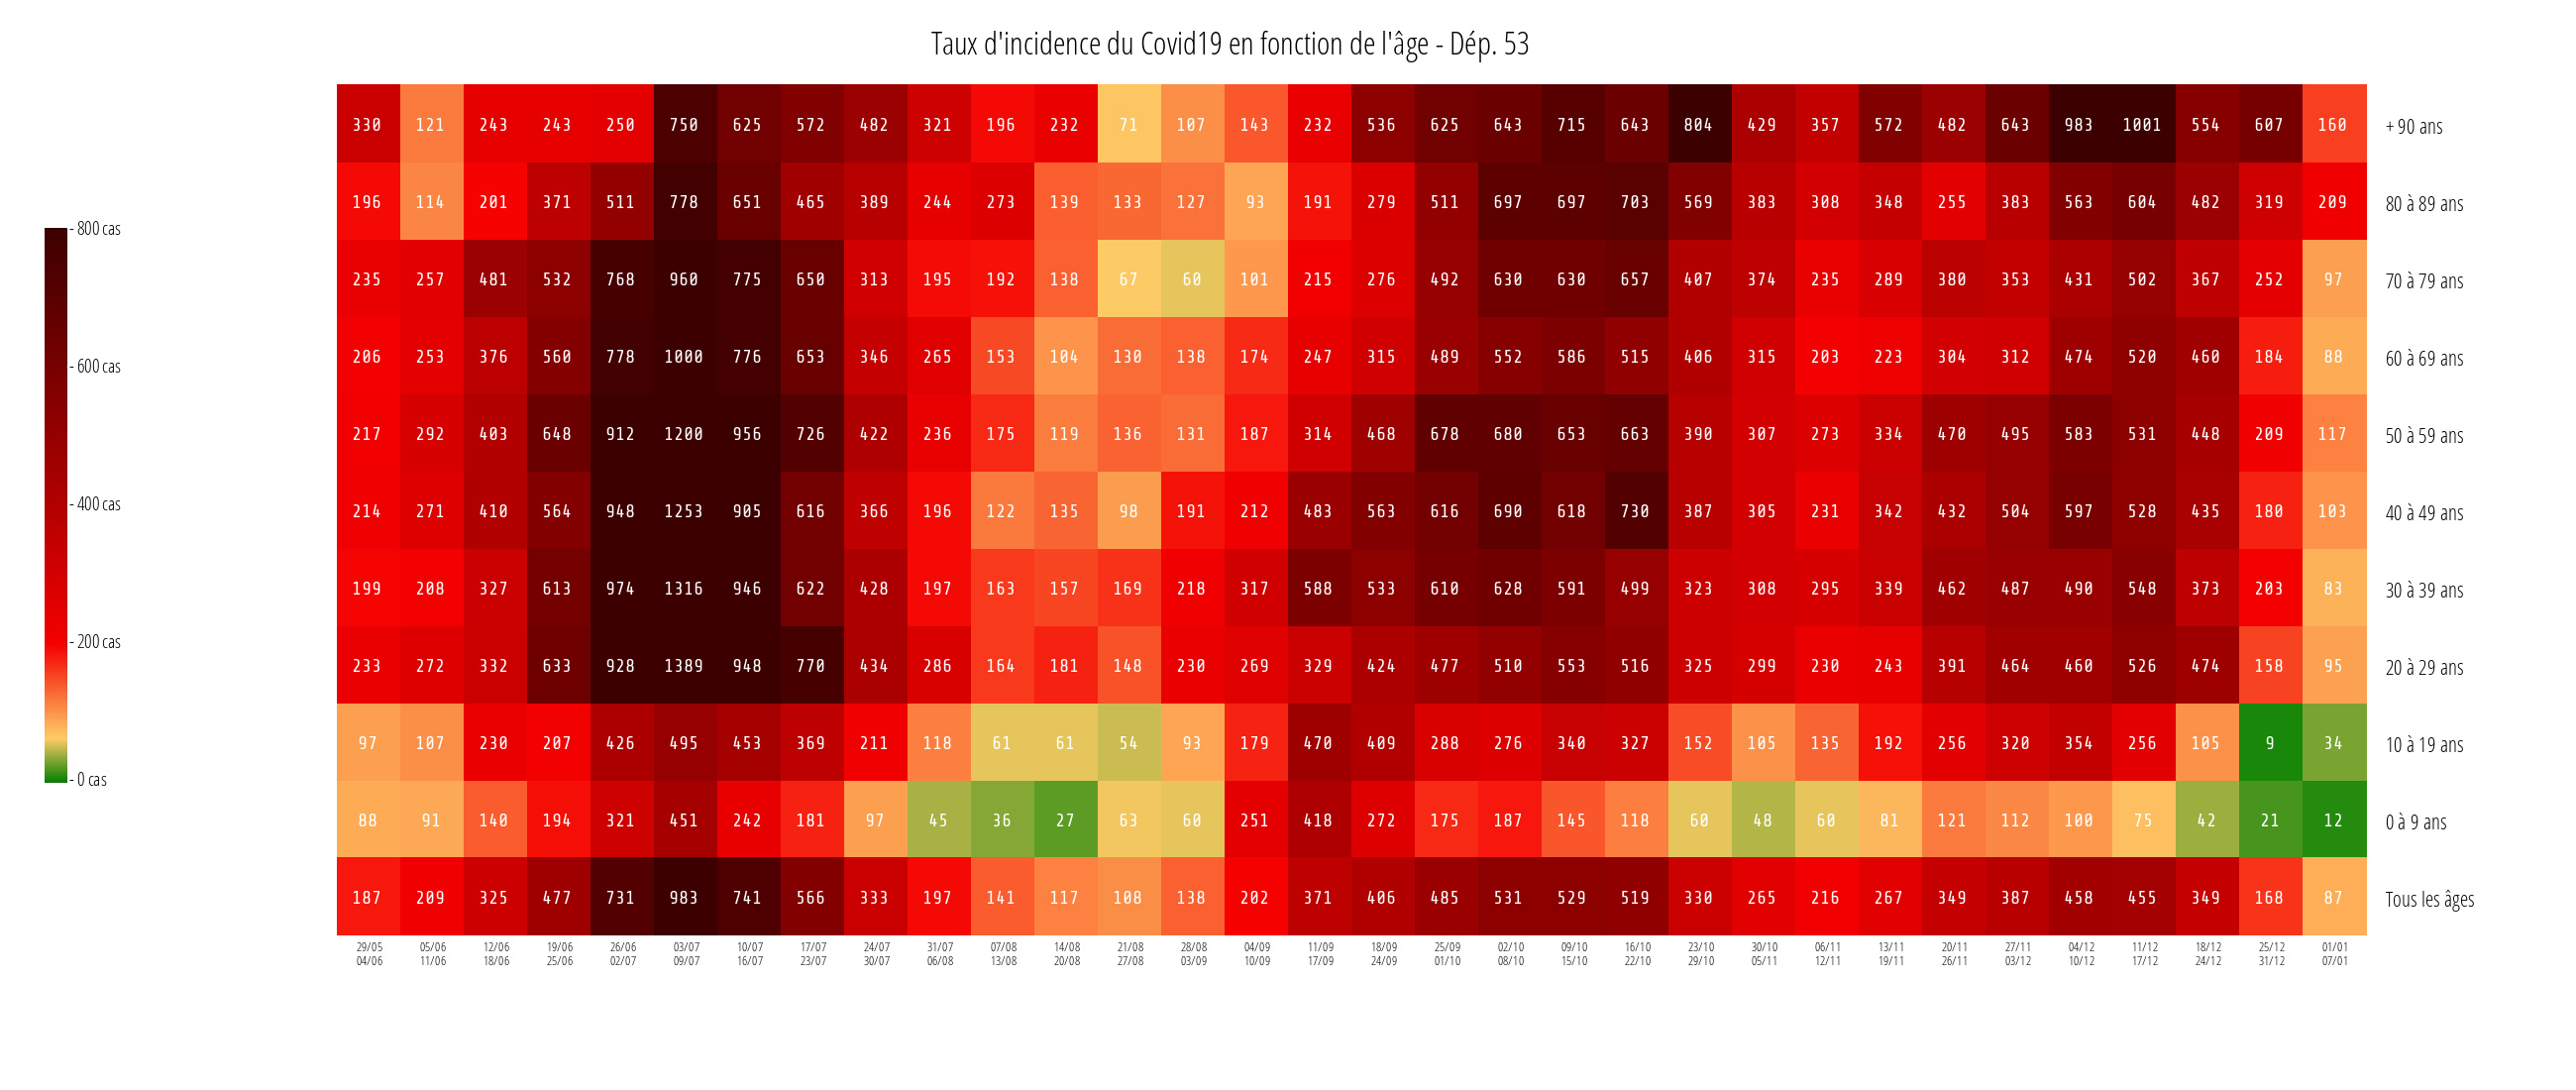 Taux d'incidence du Covid19 en fonction de l'âge - Dép. 53
- 800 cas
- 600 cas
- 400 cas
- 200 cas
- 0 cas
330 121 243 243 250 750 625 572 482 321 196 232 71 107 143 232 536 625 643 715 643 804 429 357 572 482 643 983 1001 554 607 160 + 90 ans
196 114 201 371 511 778 651 465 389 244 273 139 133 127 93 191 279 511 697 697 703 569 383 308 348 255 383 563 604 482 319 209 80 à 89 ans
235 257 481 532 768 960 775 650 313 195 192 138 67 60 101 215 276 492 630 630 657 407 374 235 289 380 353 431 502 367 252 97 70 à 79 ans
206 253 376 560 778 1000 776 653 346 265 153 104 130 138 174 247 315 489 552 586 515 406 315 203 223 304 312 474 520 460 184 88 60 à 69 ans
217 292 403 648 912 1200 956 726 422 236 175 119 136 131 187 314 468 678 680 653 663 390 307 273 334 470 495 583 531 448 209 117 50 à 59 ans
214 271 410 564 948 1253 905 616 366 196 122 135 98 191 212 483 563 616 690 618 730 387 305 231 342 432 504 597 528 435 180 103 40 à 49 ans
199 208 327 613 974 1316 946 622 428 197 163 157 169 218 317 588 533 610 628 591 499 323 308 295 339 462 487 490 548 373 203 83 30 à 39 ans
233 272 332 633 928 1389 948 770 434 286 164 181 148 230 269 329 424 477 510 553 516 325 299 230 243 391 464 460 526 474 158 95 20 à 29 ans
97 107 230 207 426 495 453 369 211 118 61 61 54 93 179 470 409 288 276 340 327 152 105 135 192 256 320 354 256 105 9 34 10 à 19 ans
88 91 140 194 321 451 242 181 97 45 36 27 63 60 251 418 272 175 187 145 118 60 48 60 81 121 112 100 75 42 21 12 0 à 9 ans
187 209 325 477 731 983 741 566 333 197 141 117 108 138 202 371 406 485 531 529 519 330 265 216 267 349 387 458 455 349 168 87 Tous les âges
29/05 05/06 12/06 19/06 26/06 03/07 10/07 17/07 24/07 31/07 07/08 14/08 21/08 28/08 04/09 11/09 18/09 25/09 02/10 09/10 16/10 23/10 30/10 06/11 13/11 20/11 27/11 04/12 11/12 18/12 25/12 01/01
04/06 11/06 18/06 25/06 02/07 09/07 16/07 23/07 30/07 06/08 13/08 20/08 27/08 03/09 10/09 17/09 24/09 01/10 08/10 15/10 22/10 29/10 05/11 12/11 19/11 26/11 03/12 10/12 17/12 24/12 31/12 07/01